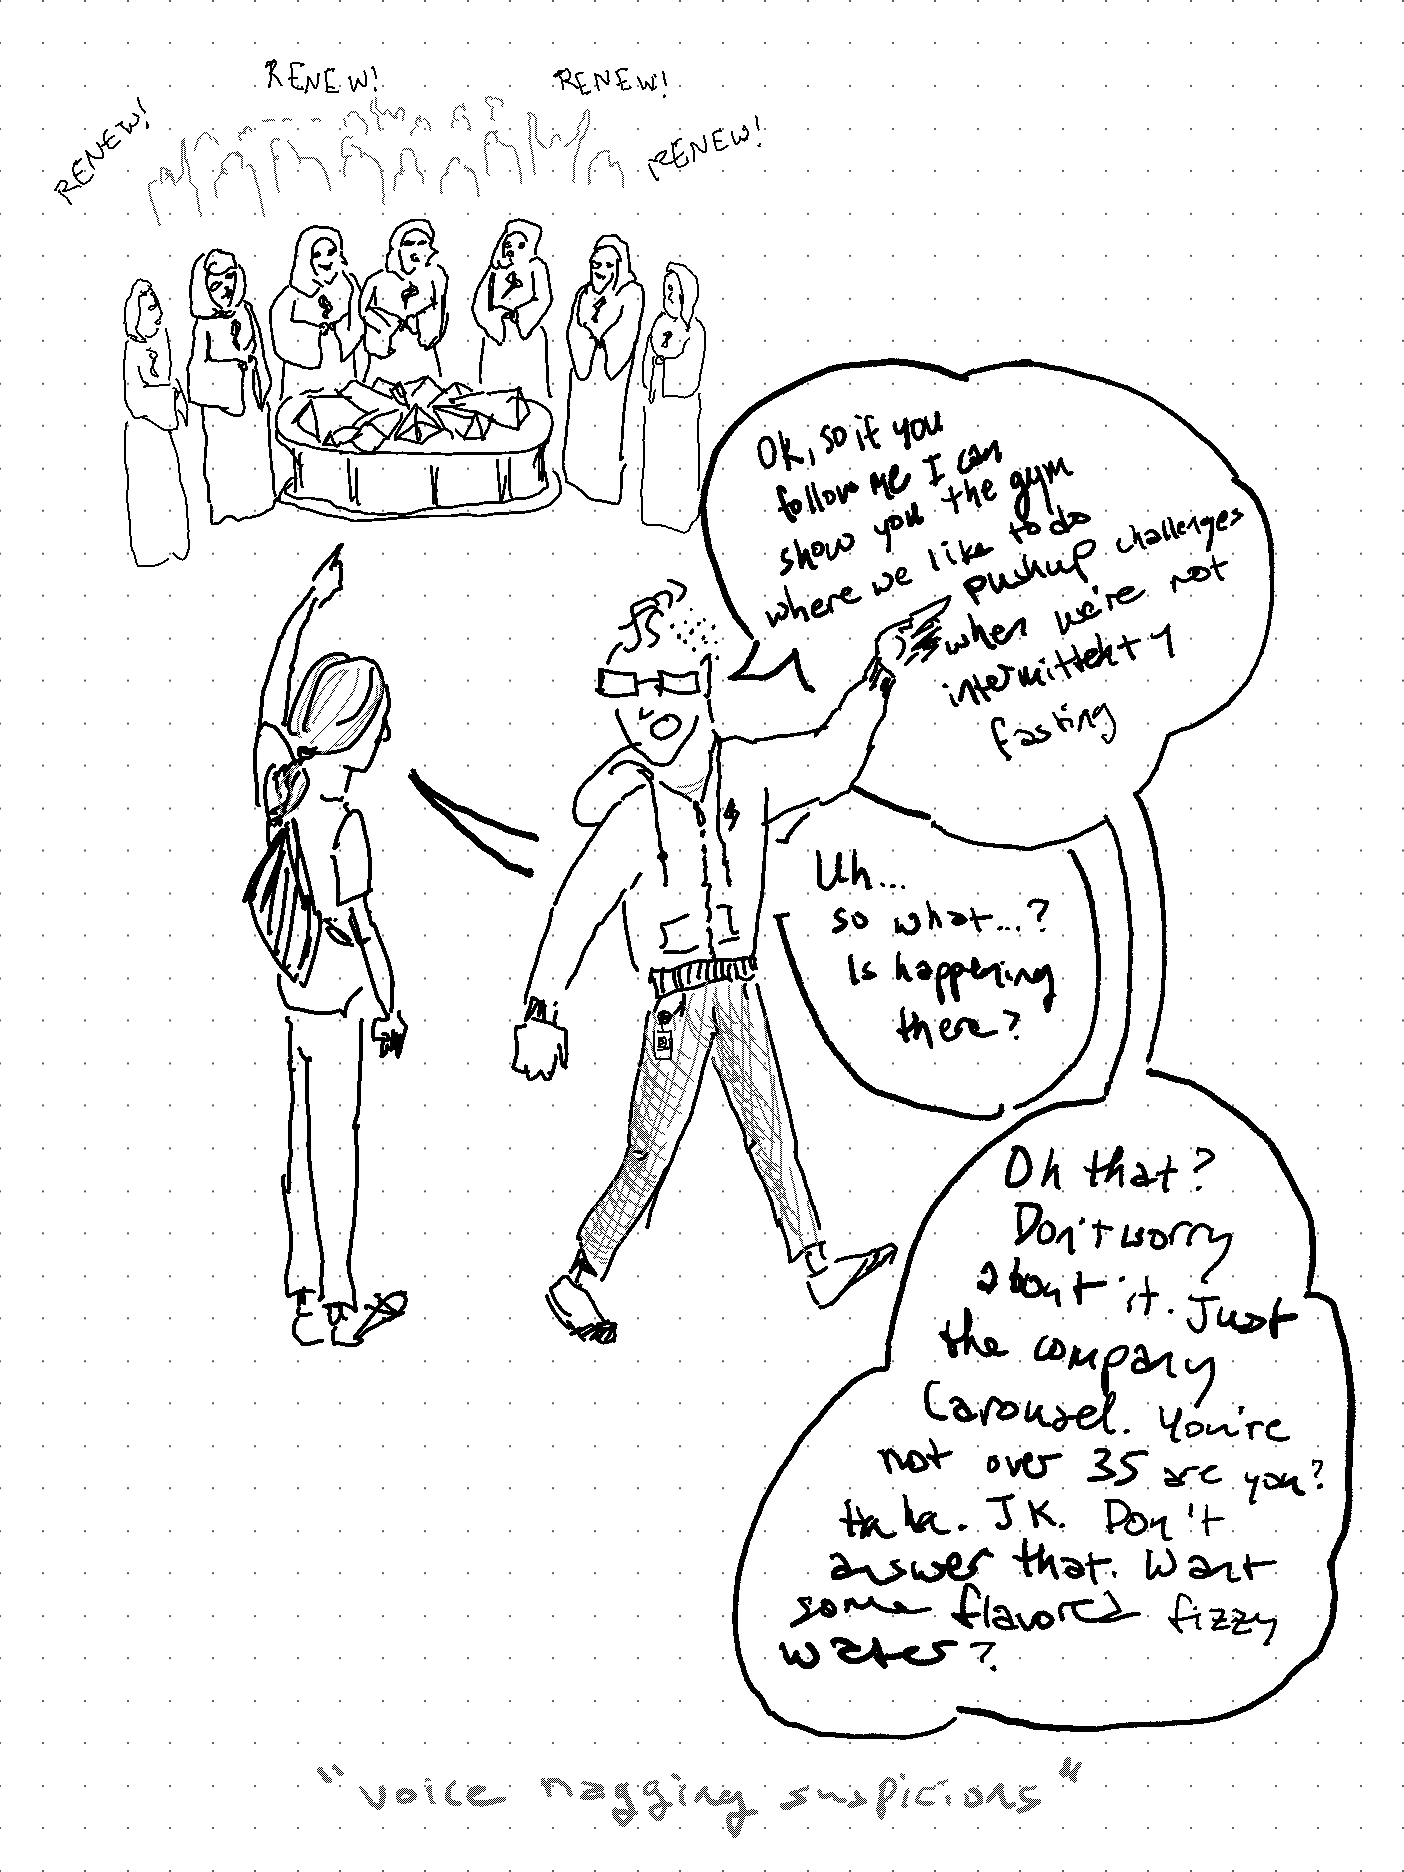 RENEW!
RENEW!
RENEW!
RENEW!
Ok, so if you
follow me I can
show you the gym
where we like to do
pushup challenges
when we're not
intermittently
fasting
Uh...
so what...?
Is happening
there?
Oh that?
Don't worry
about it. Just
the company
Carousel. You're
not over 35 are you?
Haha. JK. Don't
answer that. Want
some flavored fizzy
water?
"voice nagging suspicions"